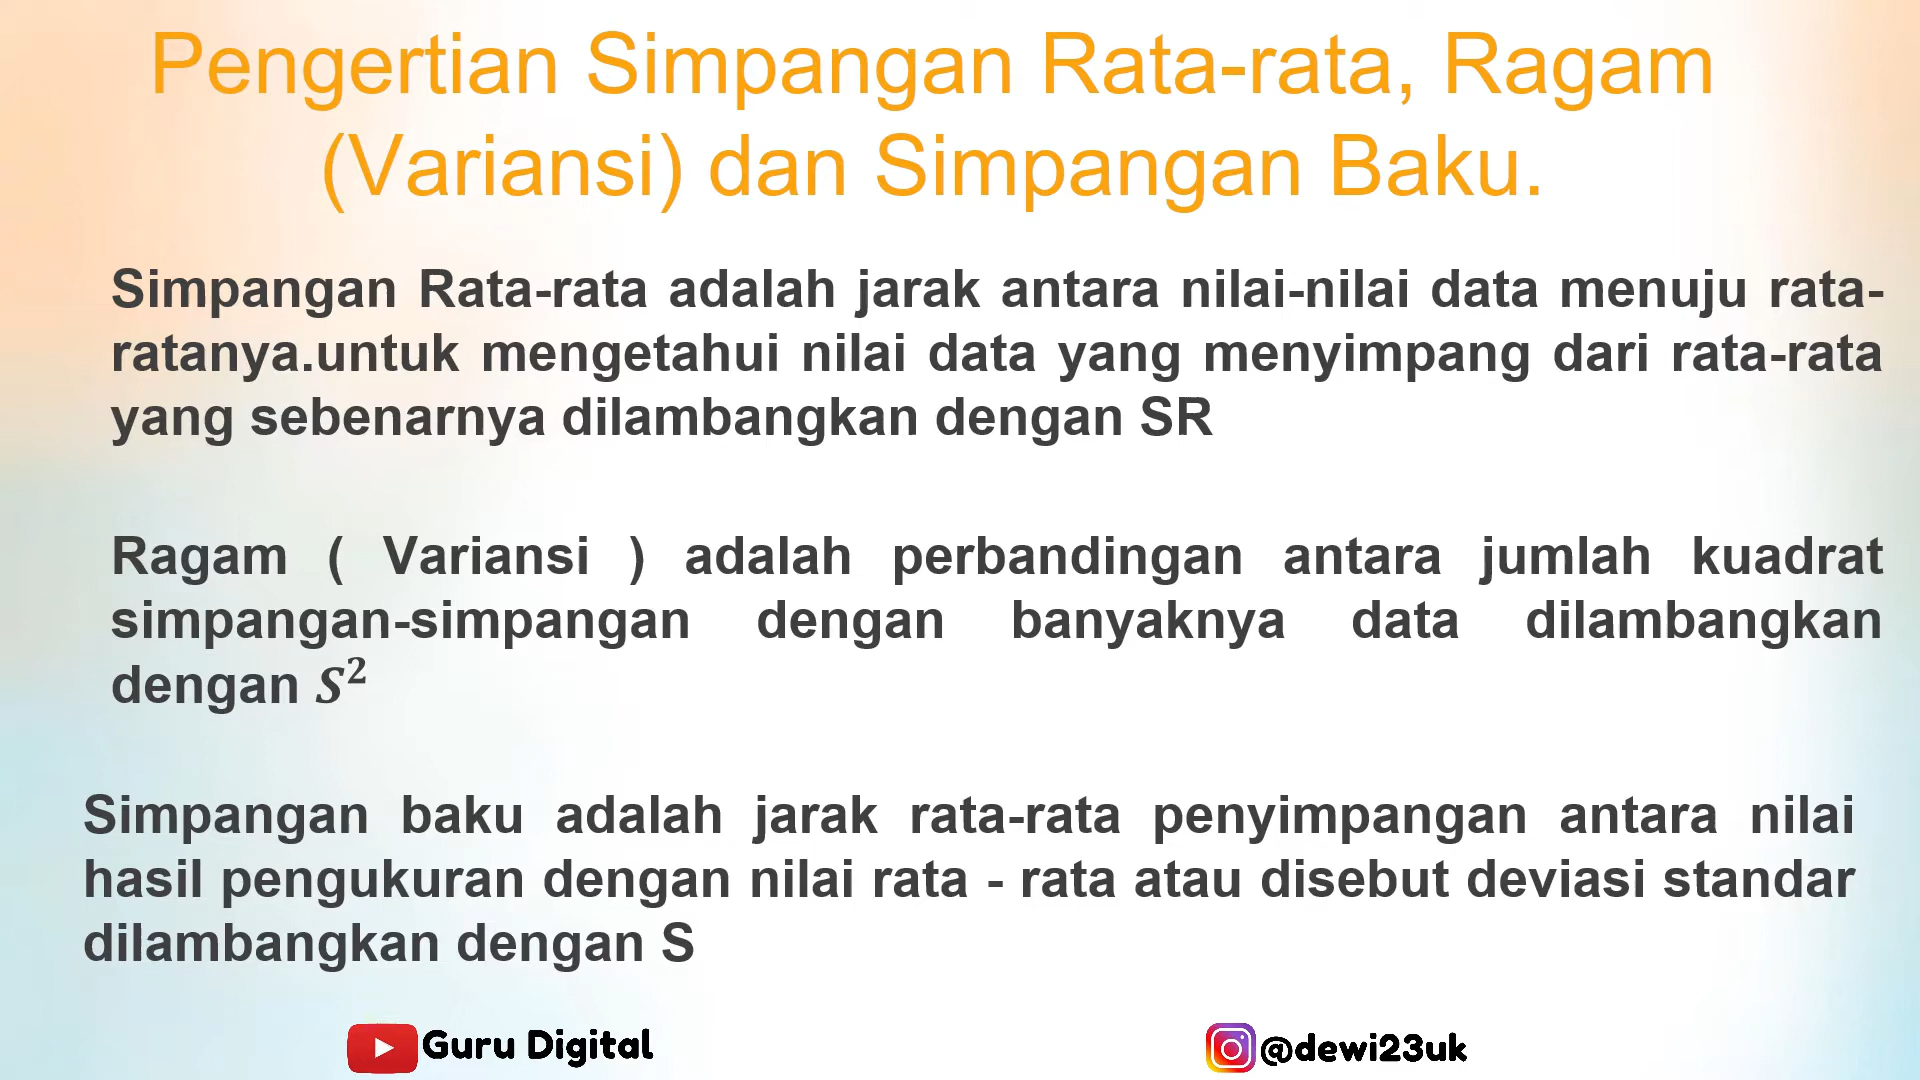 Pengertian Simpangan Rata-rata, Ragam
(Variansi) dan Simpangan Baku.
Simpangan Rata-rata adalah jarak antara nilai-nilai data menuju rata-
ratanya.untuk mengetahui nilai data yang menyimpang dari rata-rata
yang sebenarnya dilambangkan dengan SR
Ragam ( Variansi ) adalah perbandingan antara jumlah kuadrat
simpangan-simpangan dengan banyaknya data dilambangkan
dengan S²
Simpangan baku adalah jarak rata-rata penyimpangan antara nilai
hasil pengukuran dengan nilai rata - rata atau disebut deviasi standar
dilambangkan dengan S
Guru Digital
@dewi23uk